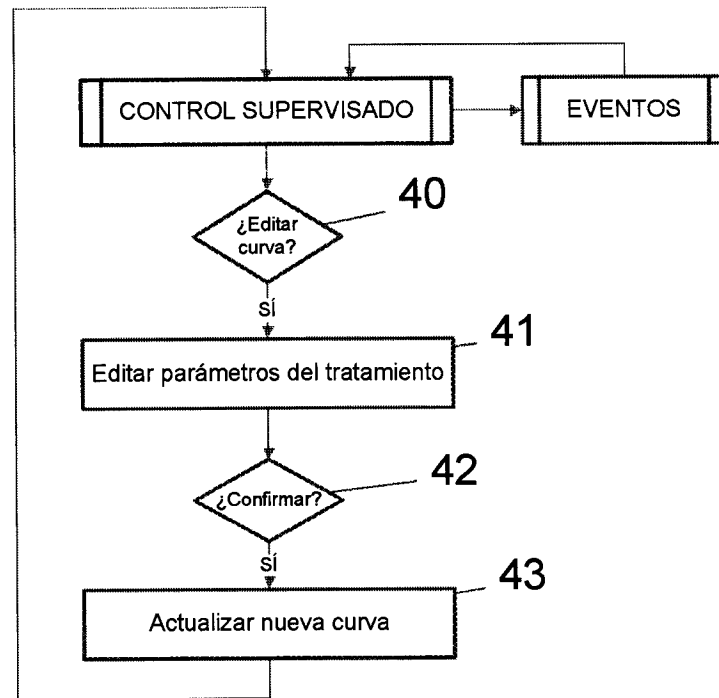 CONTROL SUPERVISADO
EVENTOS
40
¿Editar
curva?
SÍ
41
Editar parámetros del tratamiento
42
¿Confirmar?
SÍ
43
Actualizar nueva curva